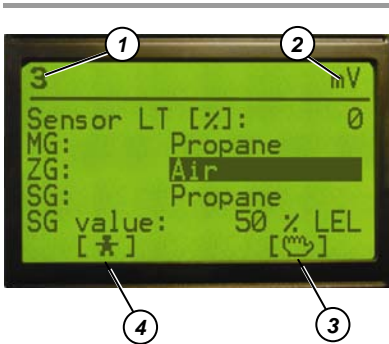 1 2
3 mV
Sensor LT [%]: 0
MG: Propane
ZG: Air
SG: Propane
SG value: 50 % LEL
[ ] [ ]
4 3